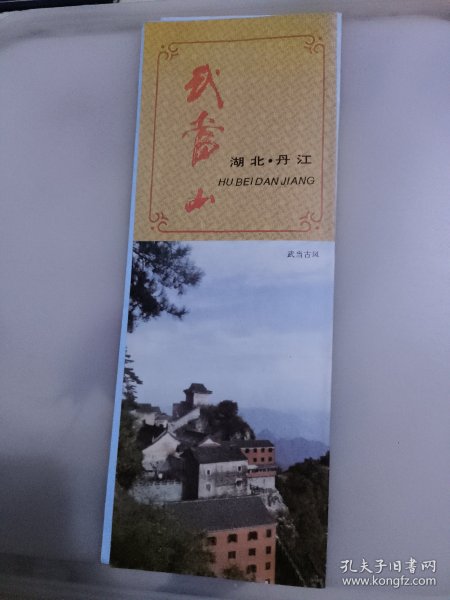 武当山
湖北·丹江
HU BEI DAN JIANG
武当古风
孔夫子旧书网
www.kongfz.com